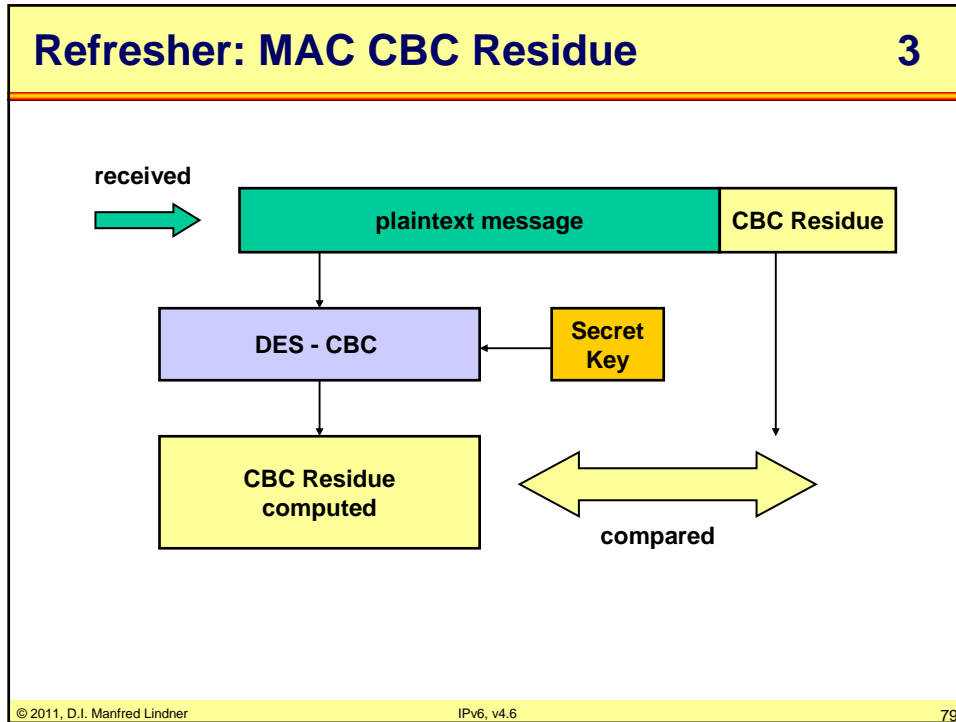 Refresher: MAC CBC Residue 3
received
plaintext message
CBC Residue
DES - CBC
Secret
Key
CBC Residue
computed
compared
© 2011, D.I. Manfred Lindner
IPv6, v4.6
79